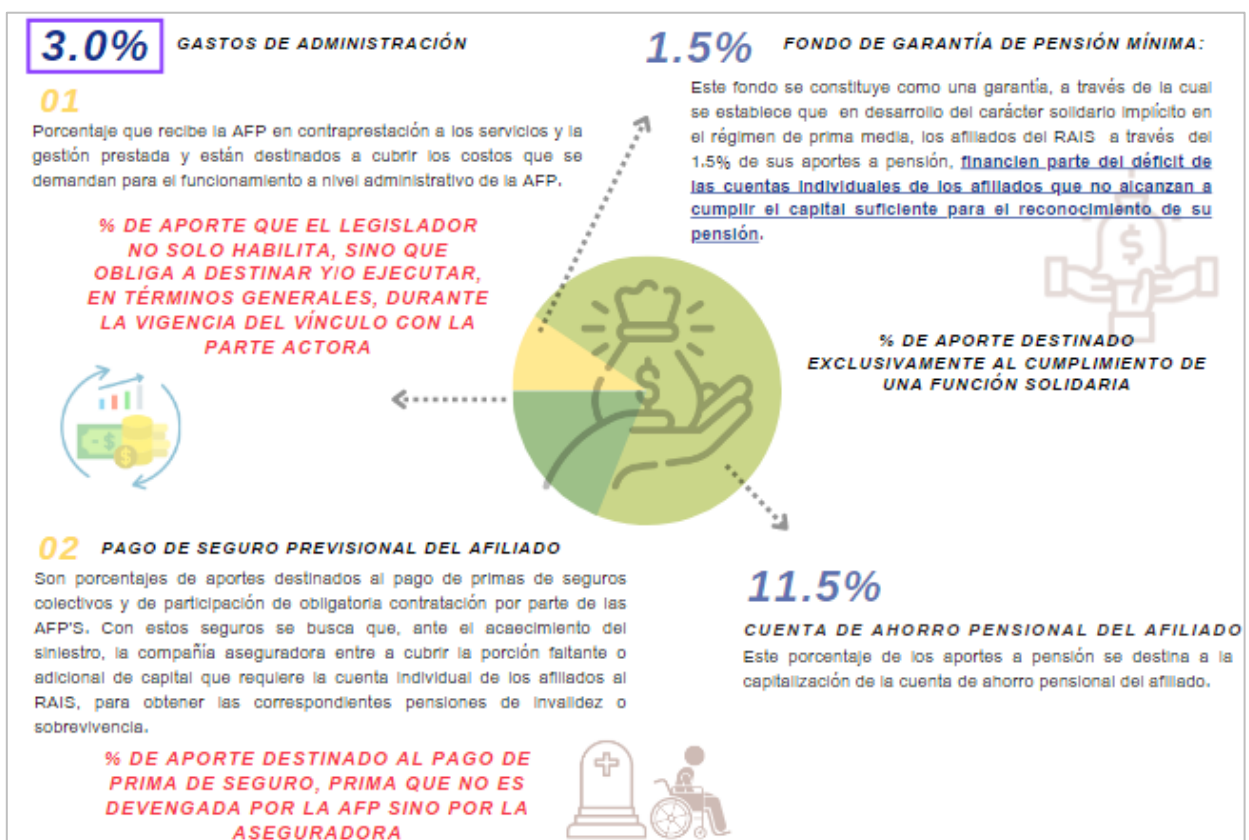 3.0% GASTOS DE ADMINISTRACIÓN
01
Porcentaje que recibe la AFP en contraprestación a los servicios y la
gestión prestada y están destinados a cubrir los costos que se
demandan para el funcionamiento a nivel administrativo de la AFP.
% DE APORTE QUE EL LEGISLADOR
NO SOLO HABILITA, SINO QUE
OBLIGA A DESTINAR Y/O EJECUTAR,
EN TÉRMINOS GENERALES, DURANTE
LA VIGENCIA DEL VÍNCULO CON LA
PARTE ACTORA
1.5% FONDO DE GARANTÍA DE PENSIÓN MÍNIMA:
Este fondo se constituye como una garantía, a través de la cual
se establece que en desarrollo del carácter solidario implícito en
el régimen de prima media, los afiliados del RAIS a través del
1.5% de sus aportes a pensión, financien parte del déficit de
las cuentas individuales de los afiliados que no alcanzan a
cumplir el capital suficiente para el reconocimiento de su
pensión.
$
$
- $
$
% DE APORTE DESTINADO
EXCLUSIVAMENTE AL CUMPLIMIENTO DE
UNA FUNCIÓN SOLIDARIA
02 PAGO DE SEGURO PREVISIONAL DEL AFILIADO
Son porcentajes de aportes destinados al pago de primas de seguros
colectivos y de participación de obligatoria contratación por parte de las
AFP'S. Con estos seguros se busca que, ante el acaecimiento del
siniestro, la compañía aseguradora entre a cubrir la porción faltante o
adicional de capital que requiere la cuenta individual de los afiliados al
RAIS, para obtener las correspondientes pensiones de invalidez o
sobrevivencia.
% DE APORTE DESTINADO AL PAGO DE
PRIMA DE SEGURO, PRIMA QUE NO ES
DEVENGADA POR LA AFP SINO POR LA
ASEGURADORA
11.5%
CUENTA DE AHORRO PENSIONAL DEL AFILIADO
Este porcentaje de los aportes a pensión se destina a la
capitalización de la cuenta de ahorro pensional del afiliado.